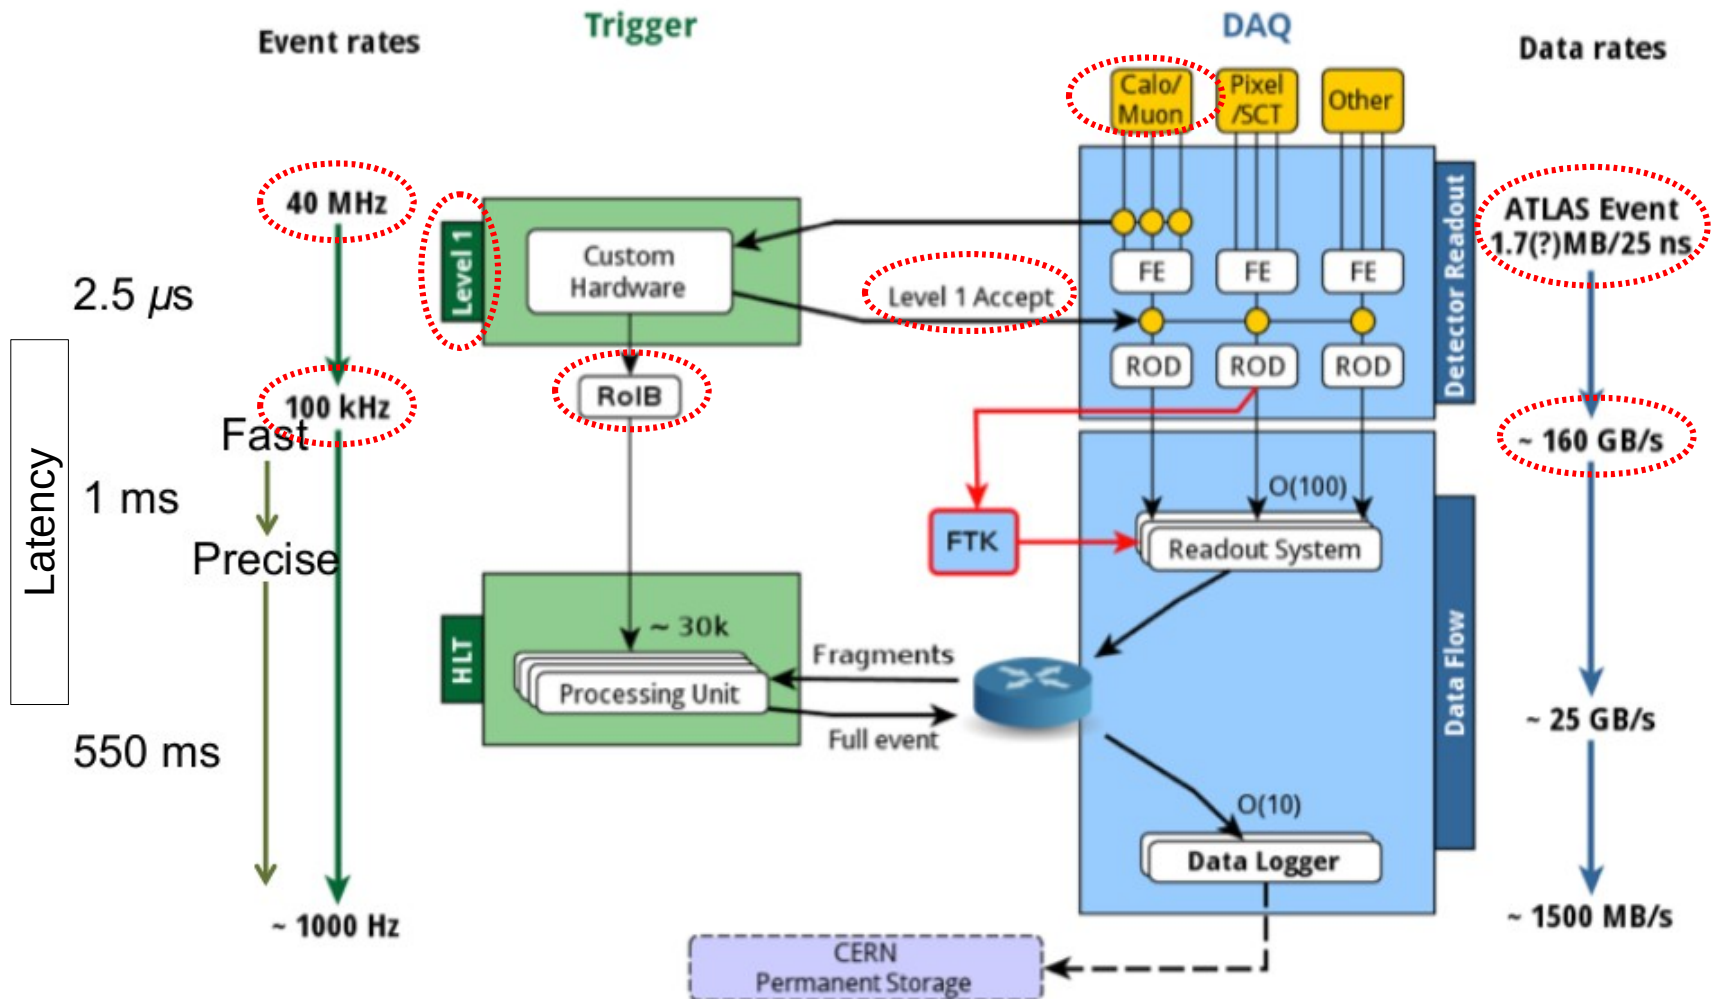 Event rates
Trigger
DAQ
Data rates
Calo/
Muon
Pixel
/SCT
Other
40 MHz
Level 1
Custom
Hardware
Level 1 Accept
FE
FE
FE
ROD
ROD
ROD
Detector Readout
ATLAS Event
1.7(?)MB/25 ns
2.5 µs
100 kHz
RoIB
~ 160 GB/s
Latency
Fast
1 ms
Precise
550 ms
FTK
O(100)
Readout System
HLT
~ 30k
Processing Unit
Fragments
Full event
Data Flow
~ 25 GB/s
O(10)
Data Logger
~ 1000 Hz
~ 1500 MB/s
CERN
Permanent Storage